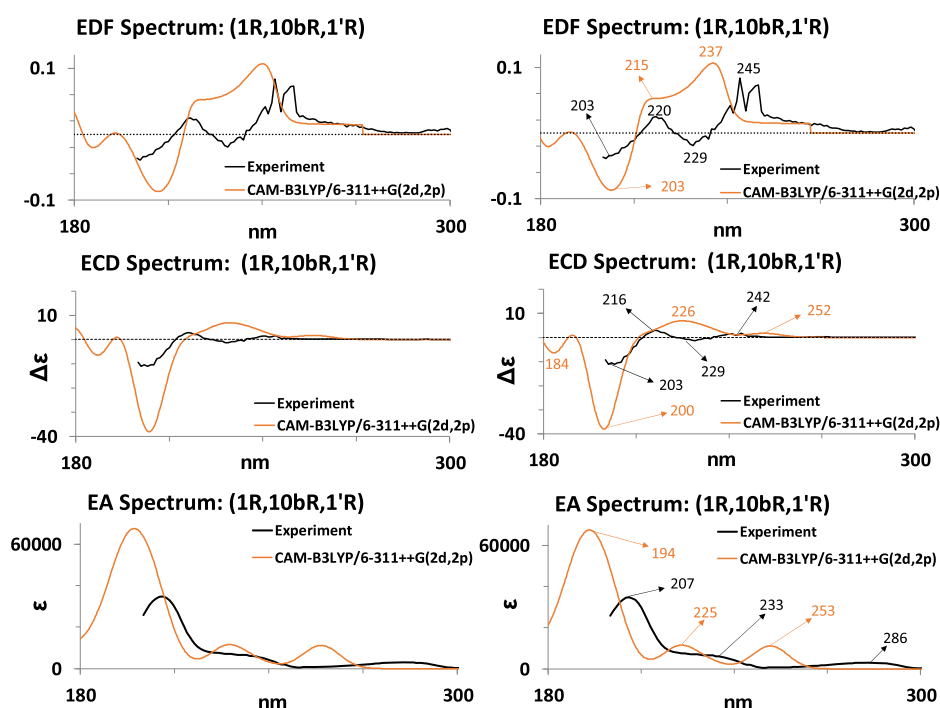 EDF Spectrum: (1R,10bR,1'R)
0.1
-0.1
180
300
nm
Experiment
CAM-B3LYP/6-311++G(2d,2p)
EDF Spectrum: (1R,10bR,1'R)
0.1
-0.1
180
300
nm
203
215
220
229
237
245
203
Experiment
CAM-B3LYP/6-311++G(2d,2p)
ECD Spectrum: (1R,10bR,1'R)
10
-40
Δε
180
300
nm
Experiment
CAM-B3LYP/6-311++G(2d,2p)
ECD Spectrum: (1R,10bR,1'R)
10
-40
Δε
180
300
nm
216
226
242
252
184
203
229
200
Experiment
CAM-B3LYP/6-311++G(2d,2p)
EA Spectrum: (1R,10bR,1'R)
60000
0
ε
180
300
nm
Experiment
CAM-B3LYP/6-311++G(2d,2p)
EA Spectrum: (1R,10bR,1'R)
60000
0
ε
180
300
nm
194
207
225
233
253
286
Experiment
CAM-B3LYP/6-311++G(2d,2p)